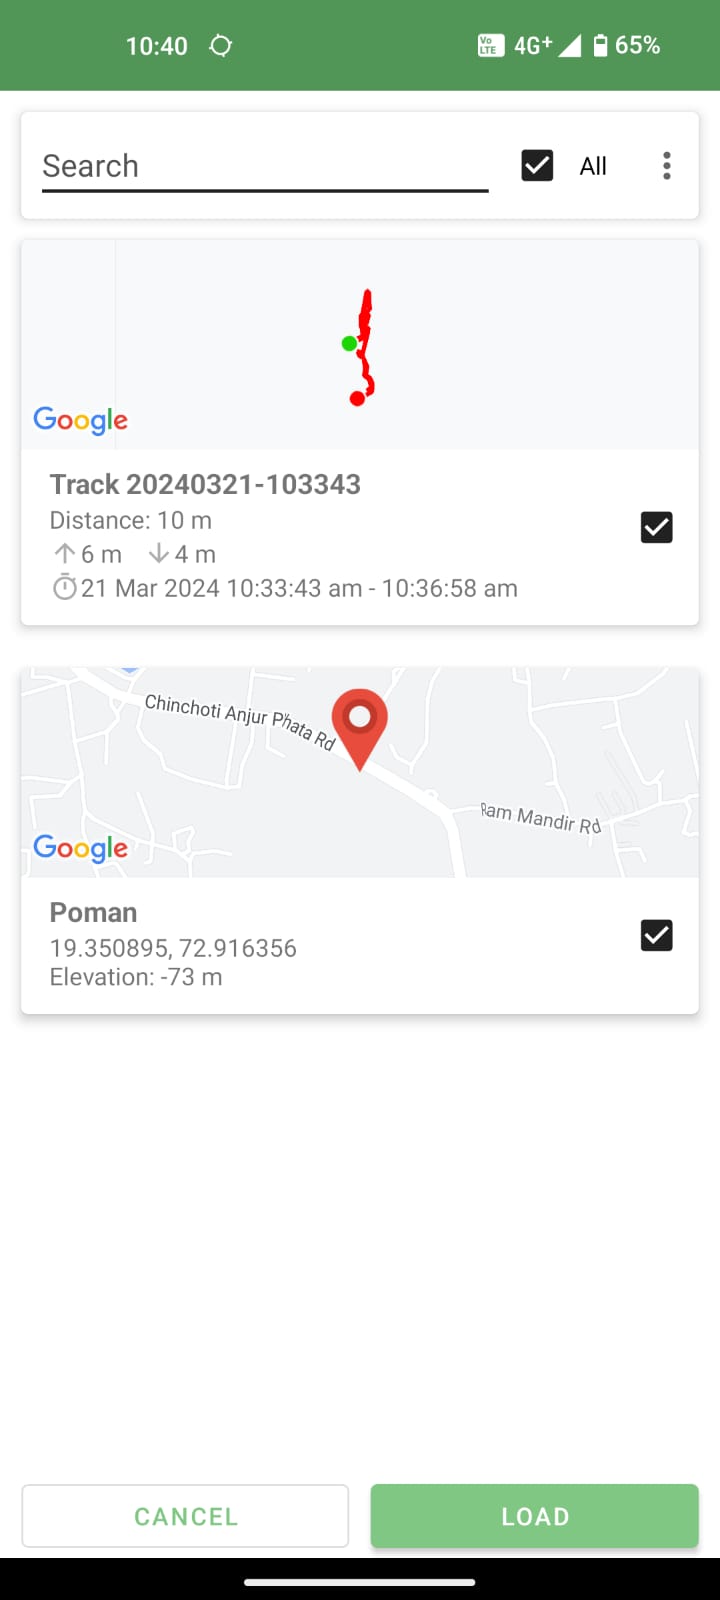 10:40
Vo LTE 4G+ 65%
Search
All
Google
Track 20240321-103343
Distance: 10 m
6 m 4 m
21 Mar 2024 10:33:43 am - 10:36:58 am
Chinchoti Anjur Phata Rd
Ram Mandir Rd
Google
Poman
19.350895, 72.916356
Elevation: -73 m
CANCEL
LOAD